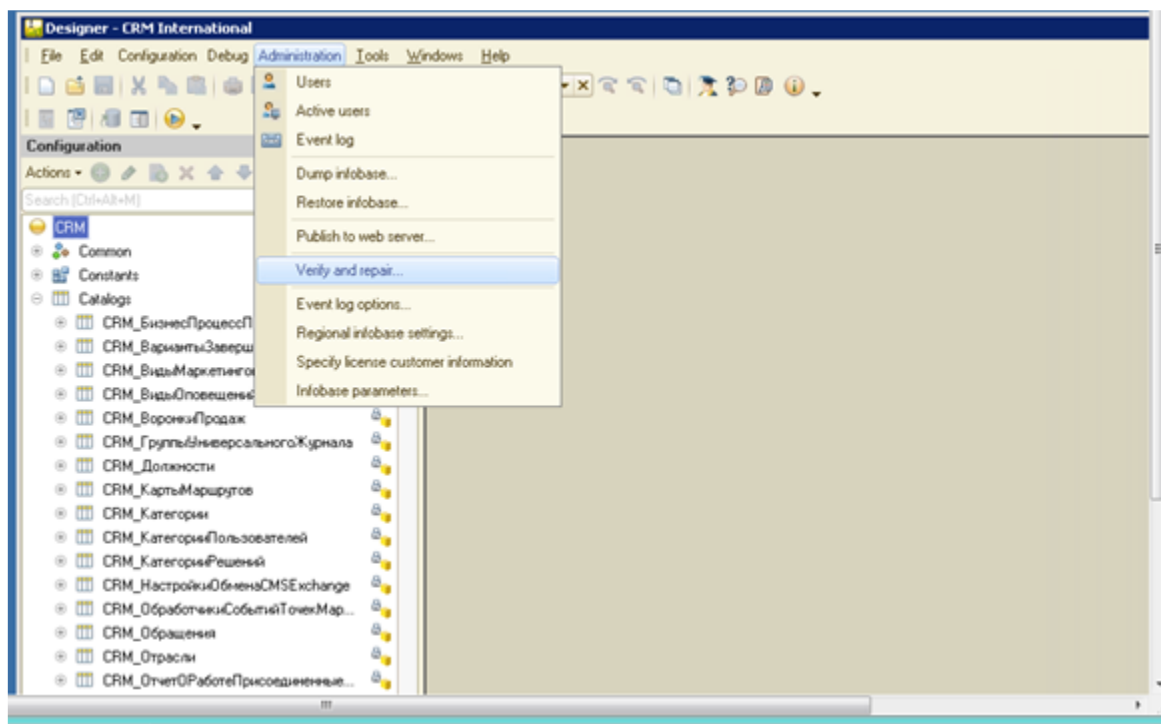 Designer - CRM International
File Edit Configuration Debug Administration Tools Windows Help
Users
Active users
Event log
Dump infobase...
Restore infobase...
Publish to web server...
Verify and repair...
Event log options...
Regional infobase settings...
Specify license customer information
Infobase parameters...
Configuration
Actions
Search (Ctrl+Alt+M)
CRM
Common
Constants
Catalogs
CRM_БизнесПроцессП
CRM_ВариантыЗаверш
CRM_ВидыМаркетинго
CRM_ВидыОповещений
CRM_ВоронкиПродаж
CRM_ГруппыУниверсальногоЖурнала
CRM_Должности
CRM_КартыМаршрутов
CRM_Категории
CRM_КатегорииПользователей
CRM_КатегорииРешений
CRM_НастройкиОбменаCMSExchange
CRM_ОбработчикиСобытийТочекМар...
CRM_Обращения
CRM_Отрасли
CRM_ОтчетОРаботеПрисоединенные...